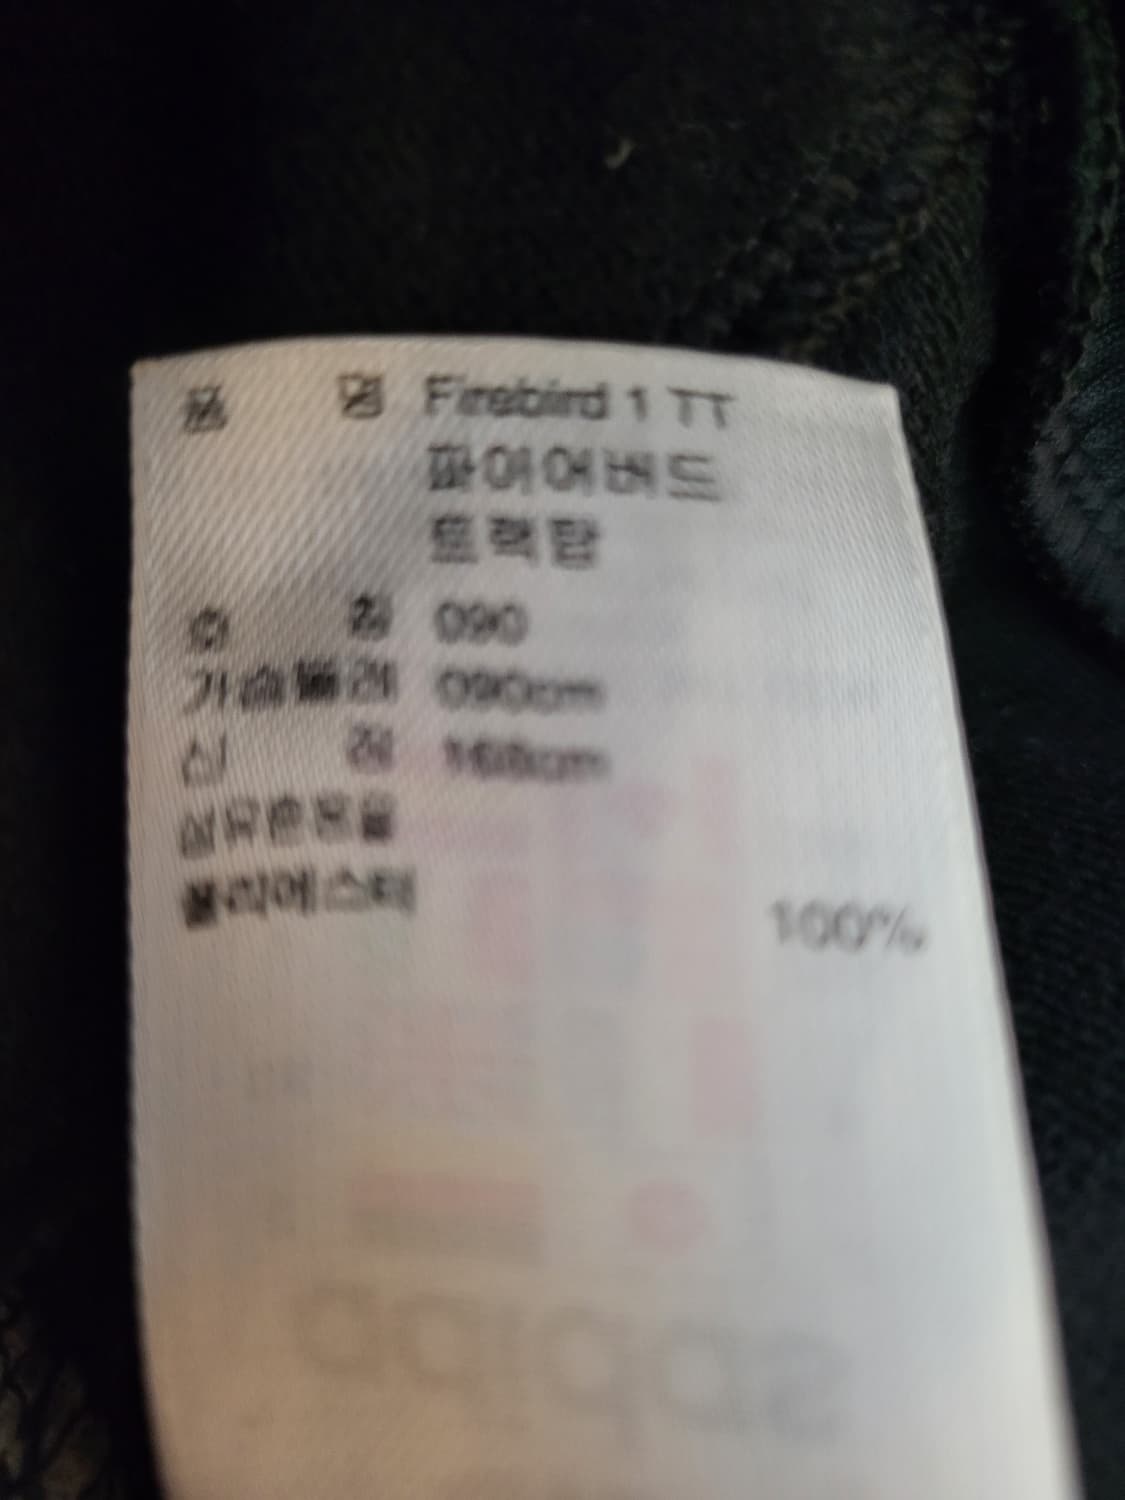 품 명 Firebird 1 TT
파이어버드
트랙탑
호 칭 090
가슴둘레 090cm
신 장 168cm
섬유혼용율
폴리에스터 100%